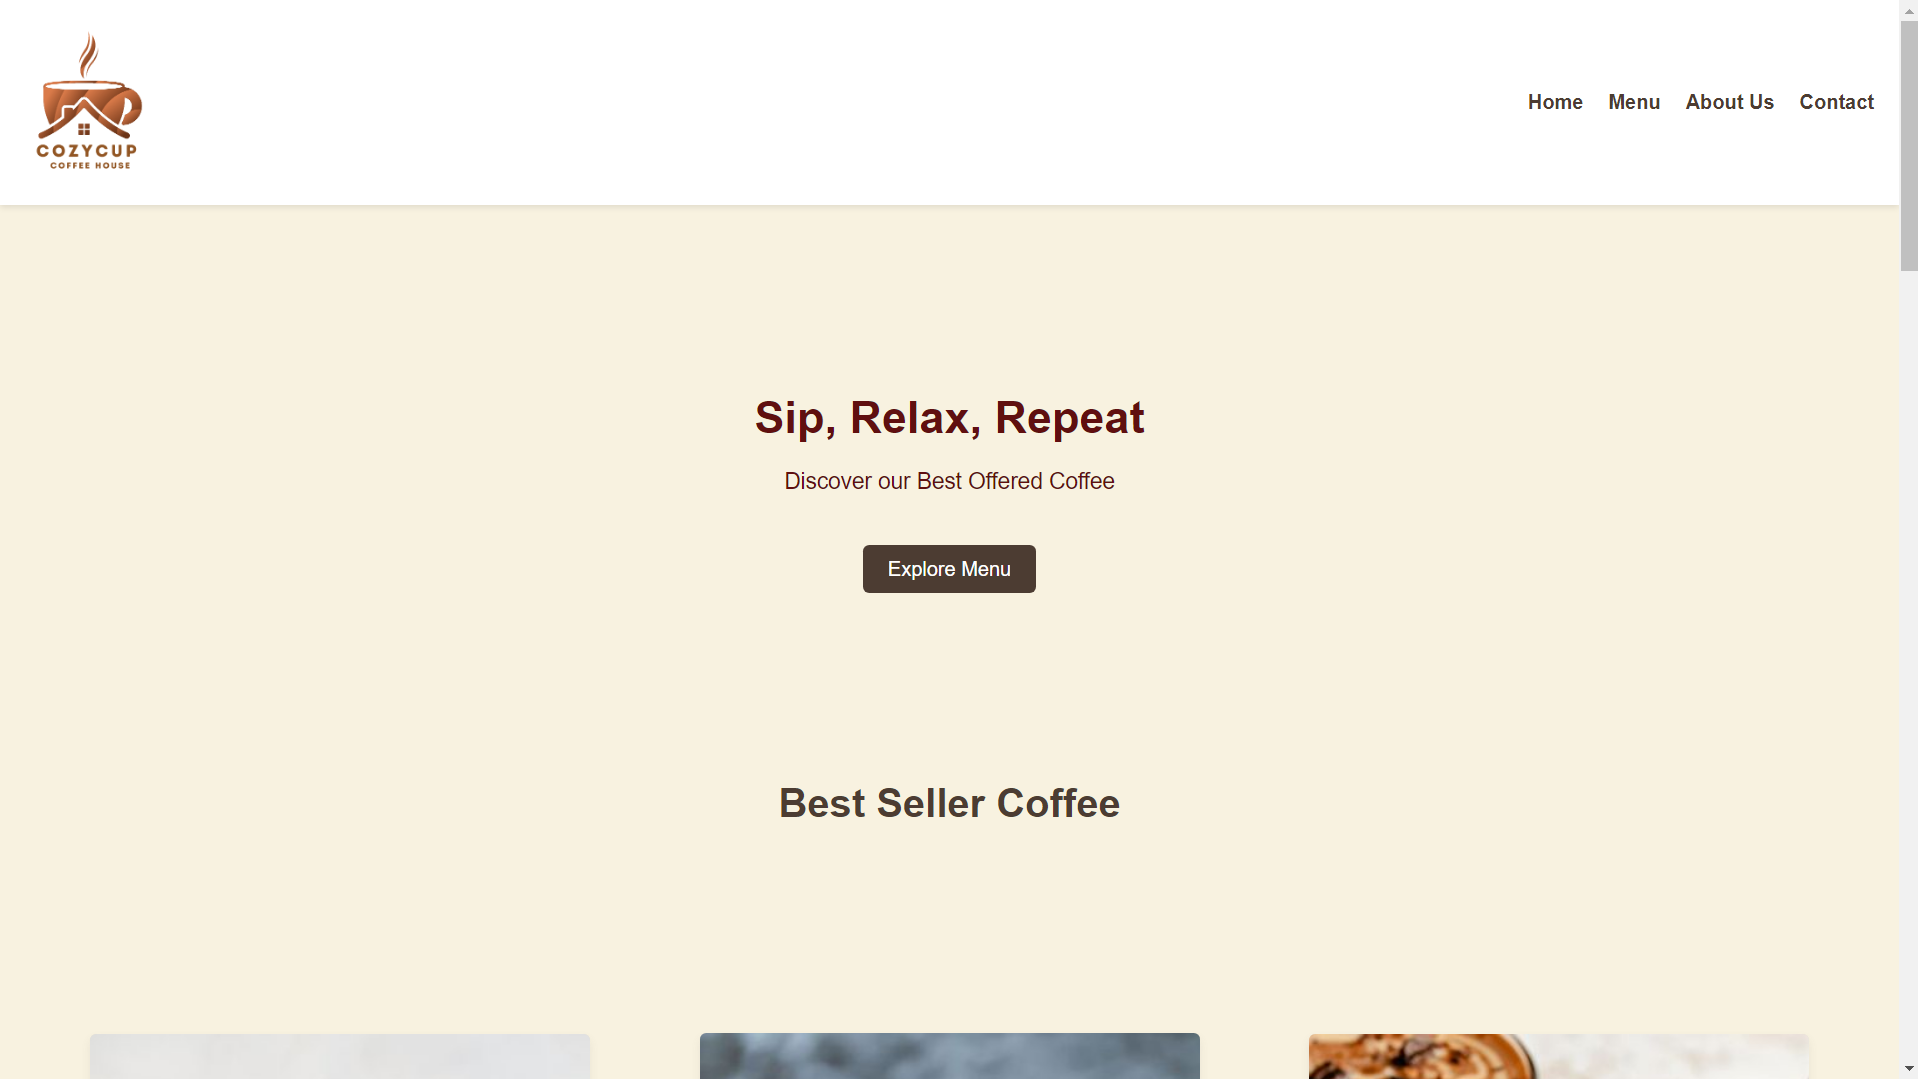 COZYCUP
COFFEE HOUSE
Home Menu About Us Contact
Sip, Relax, Repeat
Discover our Best Offered Coffee
Explore Menu
Best Seller Coffee